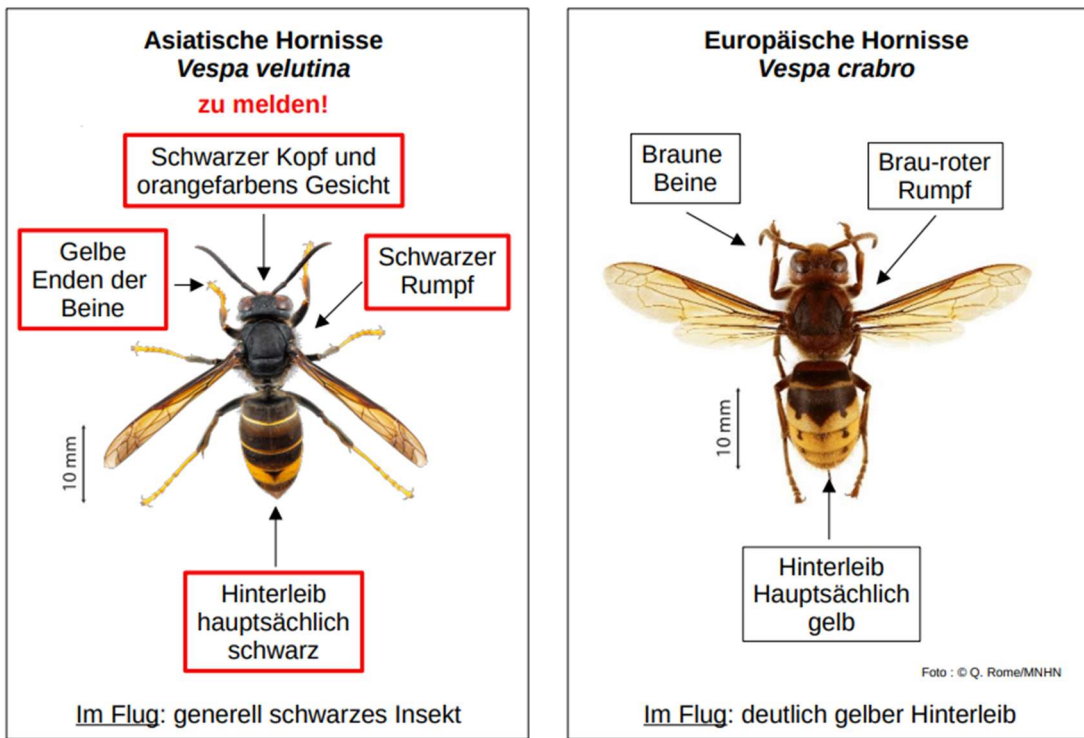 Asiatische Hornisse
Vespa velutina
zu melden!
Schwarzer Kopf und
orangefarbens Gesicht
Gelbe
Enden der
Beine
Schwarzer
Rumpf
10 mm
Hinterleib
hauptsächlich
schwarz
Im Flug: generell schwarzes Insekt
Europäische Hornisse
Vespa crabro
Braune
Beine
Brau-roter
Rumpf
10 mm
Hinterleib
Hauptsächlich
gelb
Foto : © Q. Rome/MNHN
Im Flug: deutlich gelber Hinterleib